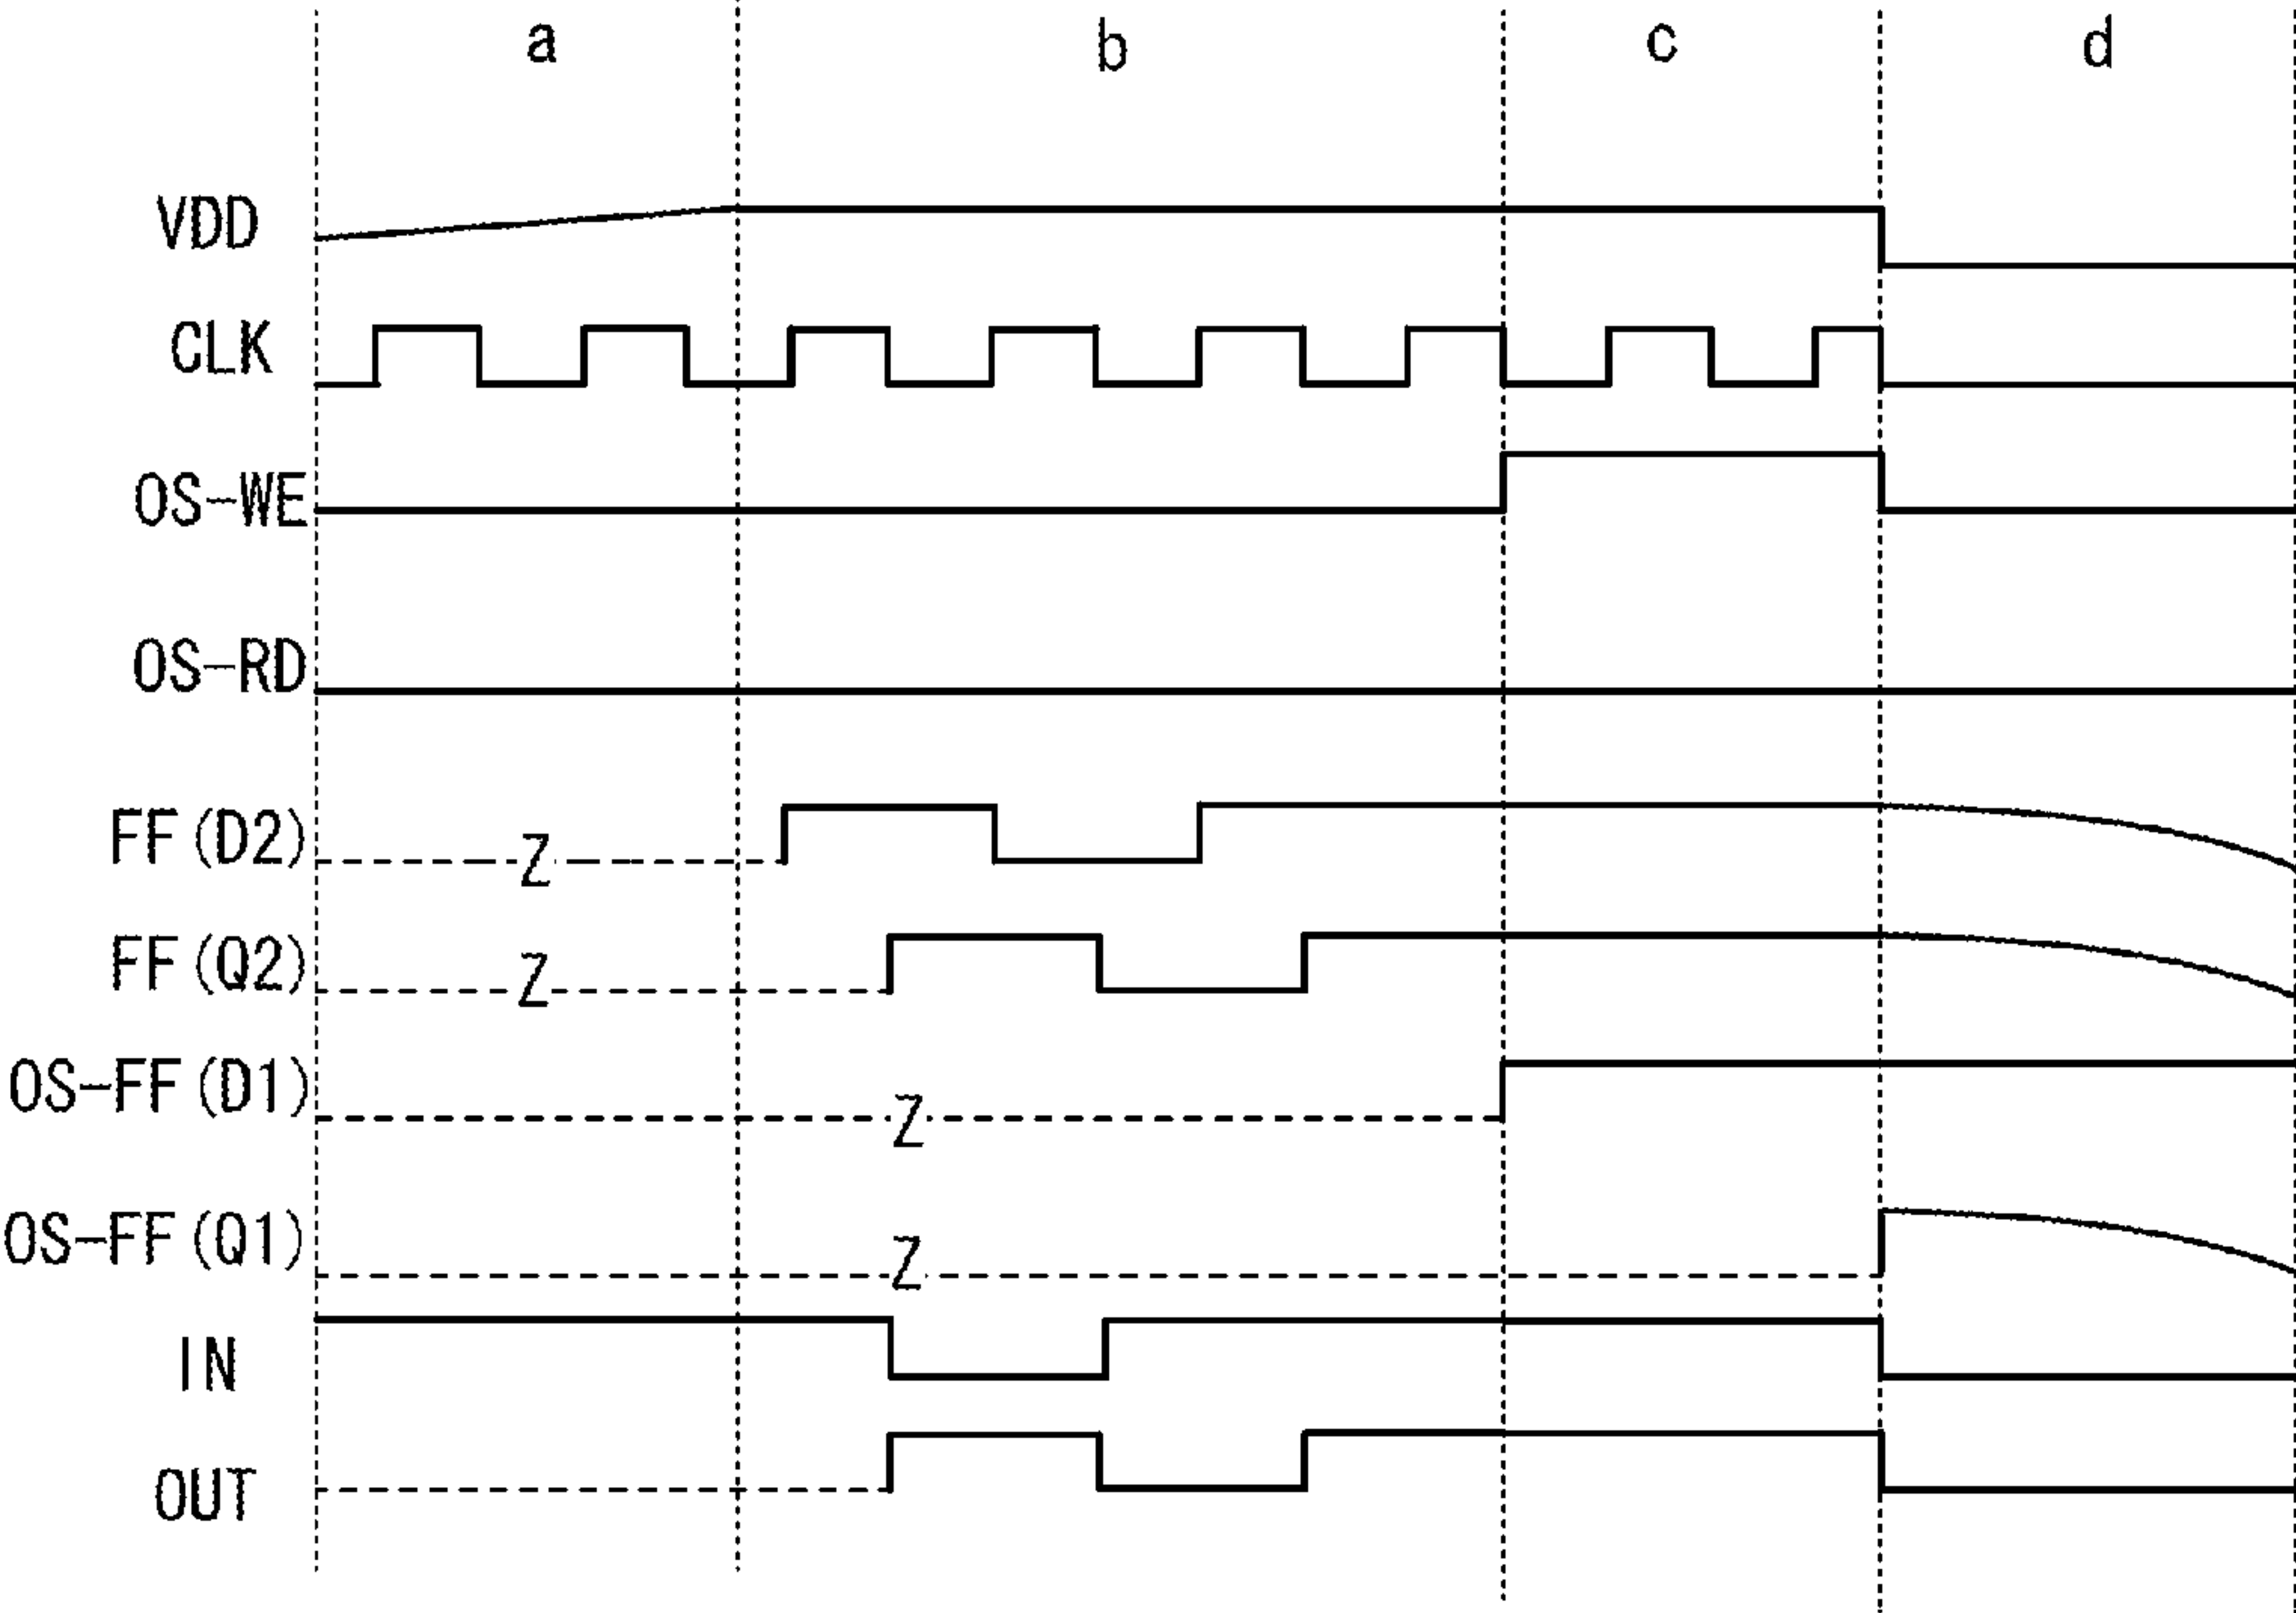 a b c d
VDD
CLK
OS-WE
OS-RD
FF(D2)
Z
FF(Q2)
Z
OS-FF(D1)
Z
OS-FF(Q1)
Z
IN
OUT